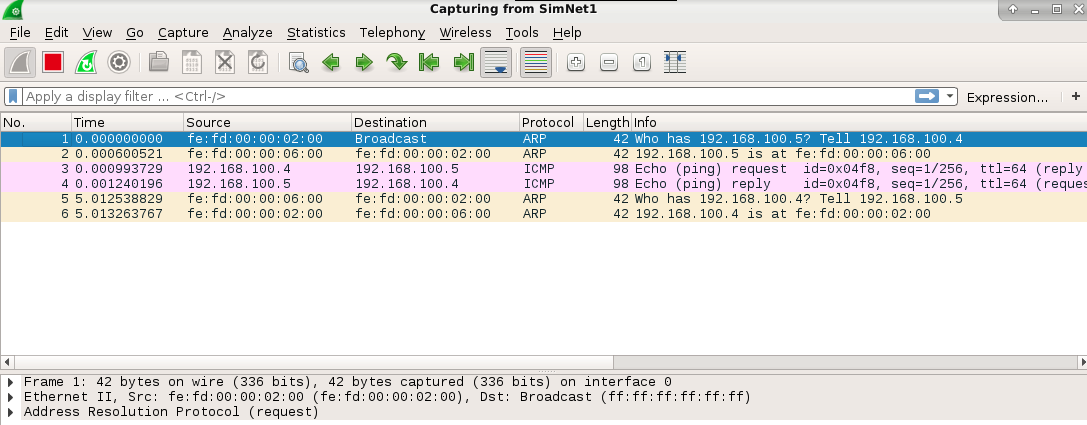 Capturing from SimNet1
File Edit View Go Capture Analyze Statistics Telephony Wireless Tools Help
Apply a display filter ... <Ctrl-/> Expression... +
No. Time Source Destination Protocol Length Info
1 0.000000000 fe:fd:00:00:02:00 Broadcast ARP 42 Who has 192.168.100.5? Tell 192.168.100.4
2 0.000600521 fe:fd:00:00:06:00 fe:fd:00:00:02:00 ARP 42 192.168.100.5 is at fe:fd:00:00:06:00
3 0.000993729 192.168.100.4 192.168.100.5 ICMP 98 Echo (ping) request id=0x04f8, seq=1/256, ttl=64 (reply
4 0.001240196 192.168.100.5 192.168.100.4 ICMP 98 Echo (ping) reply id=0x04f8, seq=1/256, ttl=64 (reques
5 5.012538829 fe:fd:00:00:06:00 fe:fd:00:00:02:00 ARP 42 Who has 192.168.100.4? Tell 192.168.100.5
6 5.013263767 fe:fd:00:00:02:00 fe:fd:00:00:06:00 ARP 42 192.168.100.4 is at fe:fd:00:00:02:00
Frame 1: 42 bytes on wire (336 bits), 42 bytes captured (336 bits) on interface 0
Ethernet II, Src: fe:fd:00:00:02:00 (fe:fd:00:00:02:00), Dst: Broadcast (ff:ff:ff:ff:ff:ff)
Address Resolution Protocol (request)